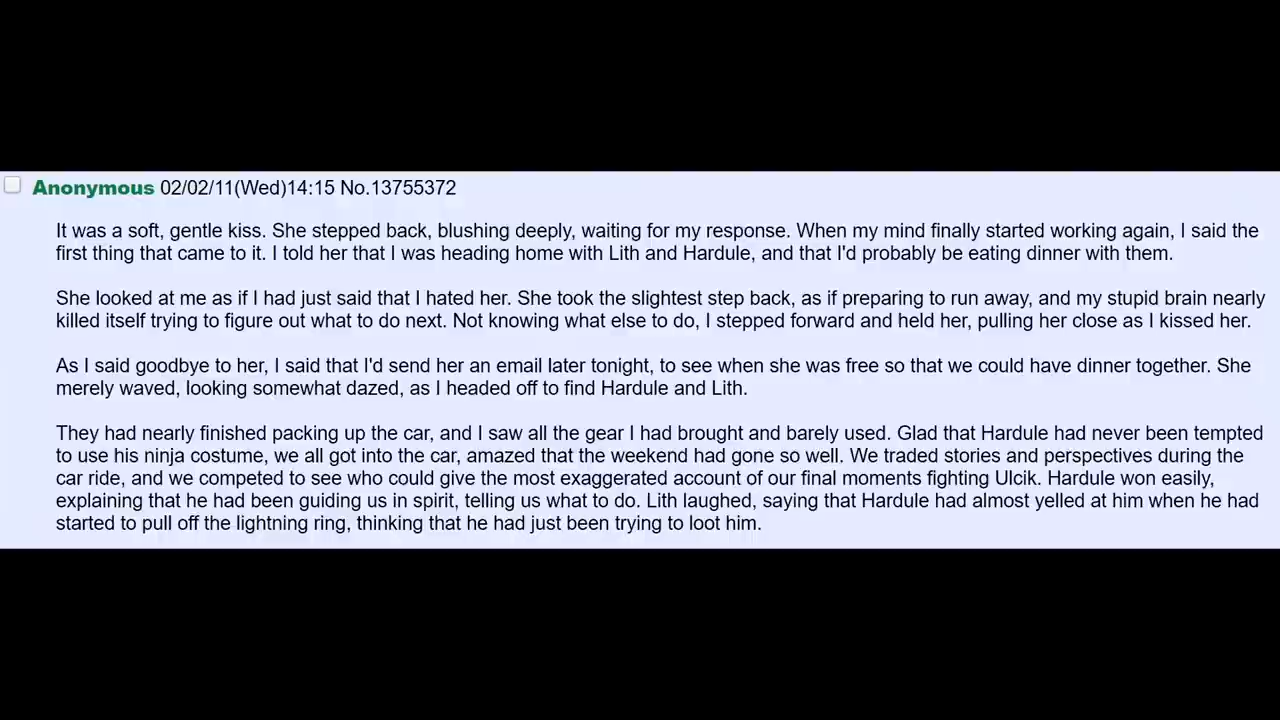 Anonymous 02/02/11(Wed)14:15 No.13755372
It was a soft, gentle kiss. She stepped back, blushing deeply, waiting for my response. When my mind finally started working again, I said the
first thing that came to it. I told her that I was heading home with Lith and Hardule, and that I'd probably be eating dinner with them.
She looked at me as if I had just said that I hated her. She took the slightest step back, as if preparing to run away, and my stupid brain nearly
killed itself trying to figure out what to do next. Not knowing what else to do, I stepped forward and held her, pulling her close as I kissed her.
As I said goodbye to her, I said that I'd send her an email later tonight, to see when she was free so that we could have dinner together. She
merely waved, looking somewhat dazed, as I headed off to find Hardule and Lith.
They had nearly finished packing up the car, and I saw all the gear I had brought and barely used. Glad that Hardule had never been tempted
to use his ninja costume, we all got into the car, amazed that the weekend had gone so well. We traded stories and perspectives during the
car ride, and we competed to see who could give the most exaggerated account of our final moments fighting Ulcik. Hardule won easily,
explaining that he had been guiding us in spirit, telling us what to do. Lith laughed, saying that Hardule had almost yelled at him when he had
started to pull off the lightning ring, thinking that he had just been trying to loot him.